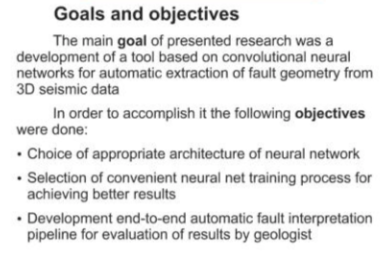 Goals and objectives
The main goal of presented research was a
development of a tool based on convolutional neural
networks for automatic extraction of fault geometry from
3D seismic data
In order to accomplish it the following objectives
were done:
• Choice of appropriate architecture of neural network
• Selection of convenient neural net training process for
achieving better results
• Development end-to-end automatic fault interpretation
pipeline for evaluation of results by geologist